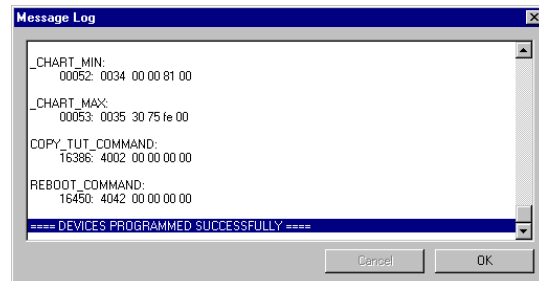 Message Log
_CHART_MIN:
00052: 0034 00 00 81 00
_CHART_MAX:
00053: 0035 30 75 fe 00
COPY_TUT_COMMAND:
16386: 4002 00 00 00 00
REBOOT_COMMAND:
16450: 4042 00 00 00 00
==== DEVICES PROGRAMMED SUCCESSFULLY ====
Cancel OK